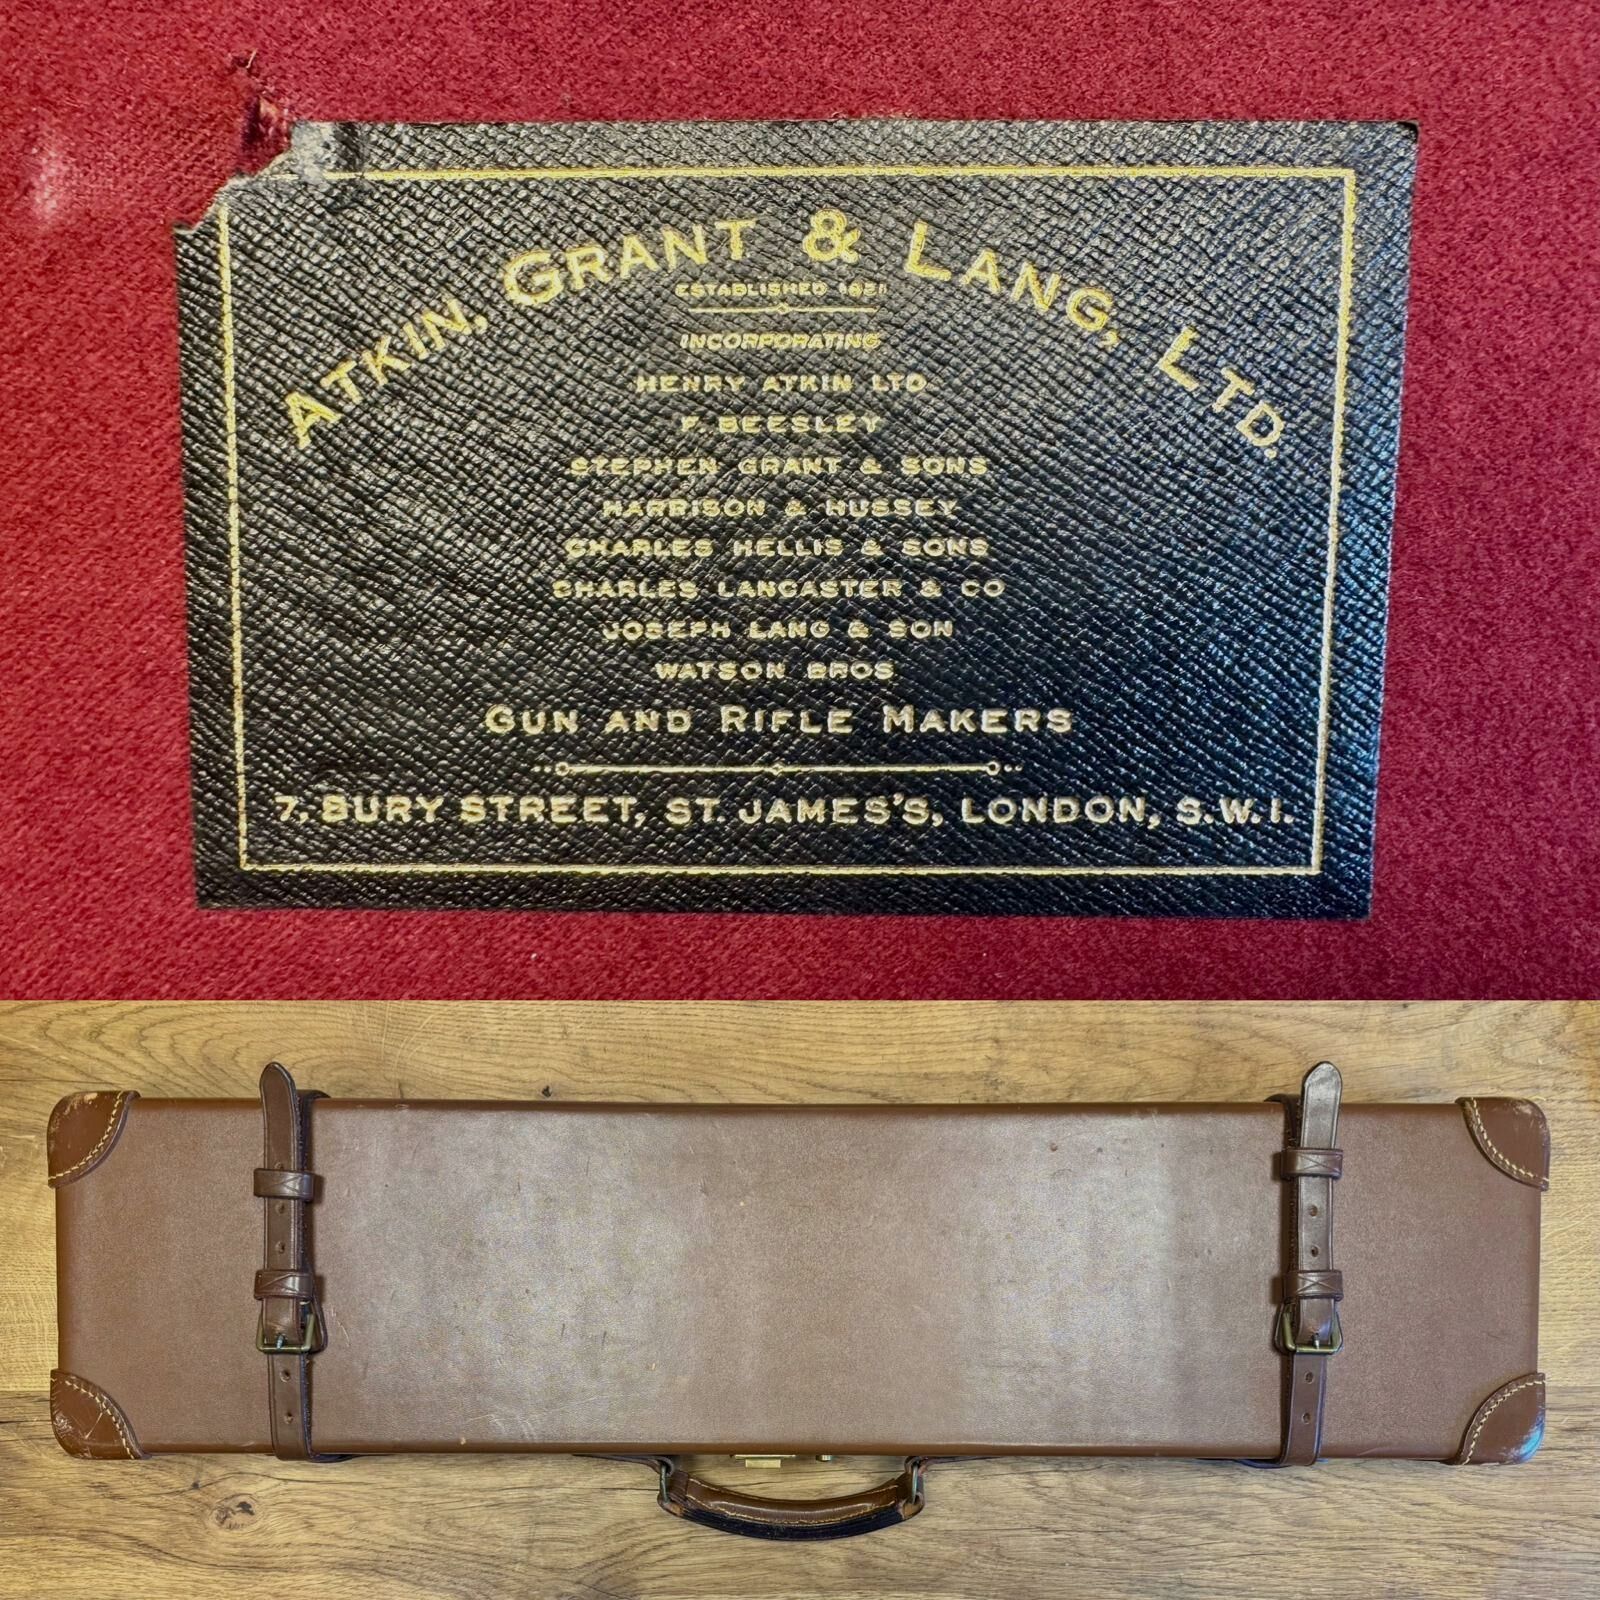 ATKIN, GRANT & LANG, LTD.
ESTABLISHED 1821
INCORPORATING
HENRY ATKIN LTD
F. BEESLEY
STEPHEN GRANT & SONS
HARRISON & HUSSEY
CHARLES HELLIS & SONS
CHARLES LANCASTER & CO
JOSEPH LANG & SON
WATSON BROS
GUN AND RIFLE MAKERS
7, BURY STREET, ST. JAMES'S, LONDON, S.W.1.